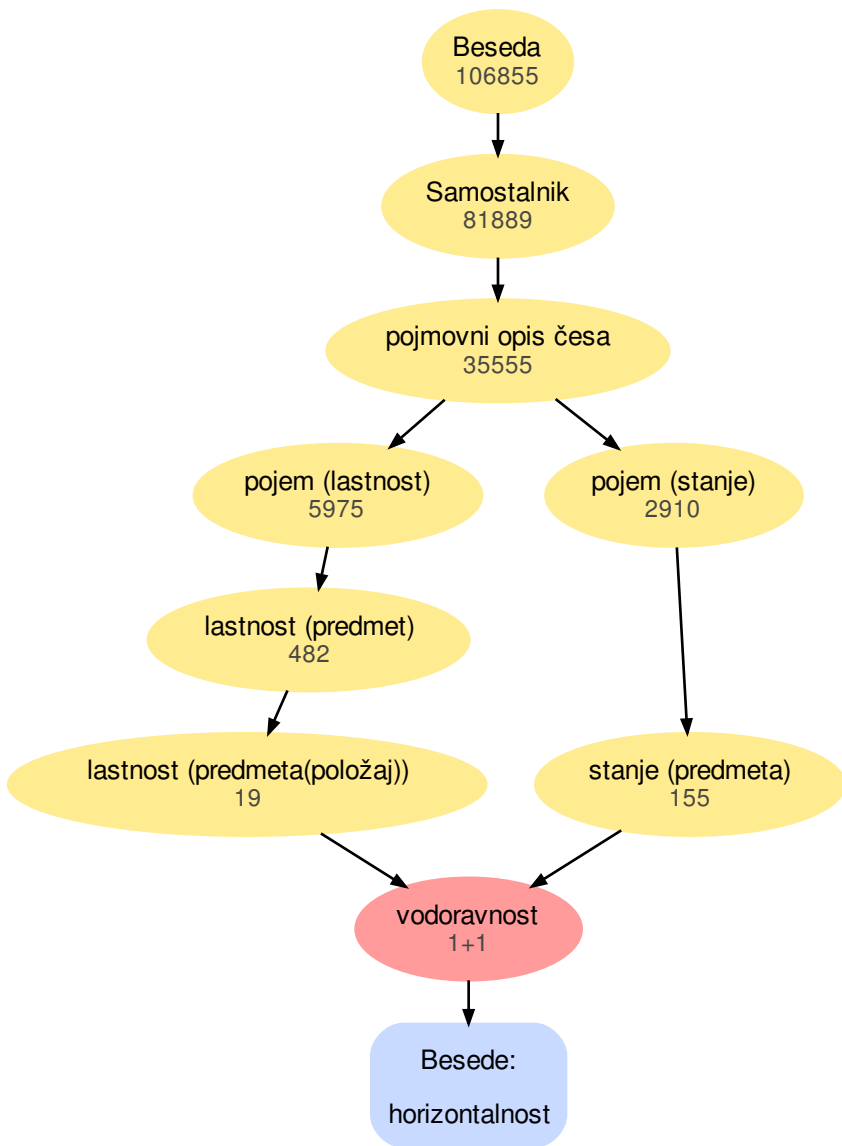 Beseda
106855
Samostalnik
81889
pojmovni opis česa
35555
pojem (lastnost)
5975
pojem (stanje)
2910
lastnost (predmet)
482
lastnost (predmeta(položaj))
19
stanje (predmeta)
155
vodoravnost
1+1
Besede:
horizontalnost